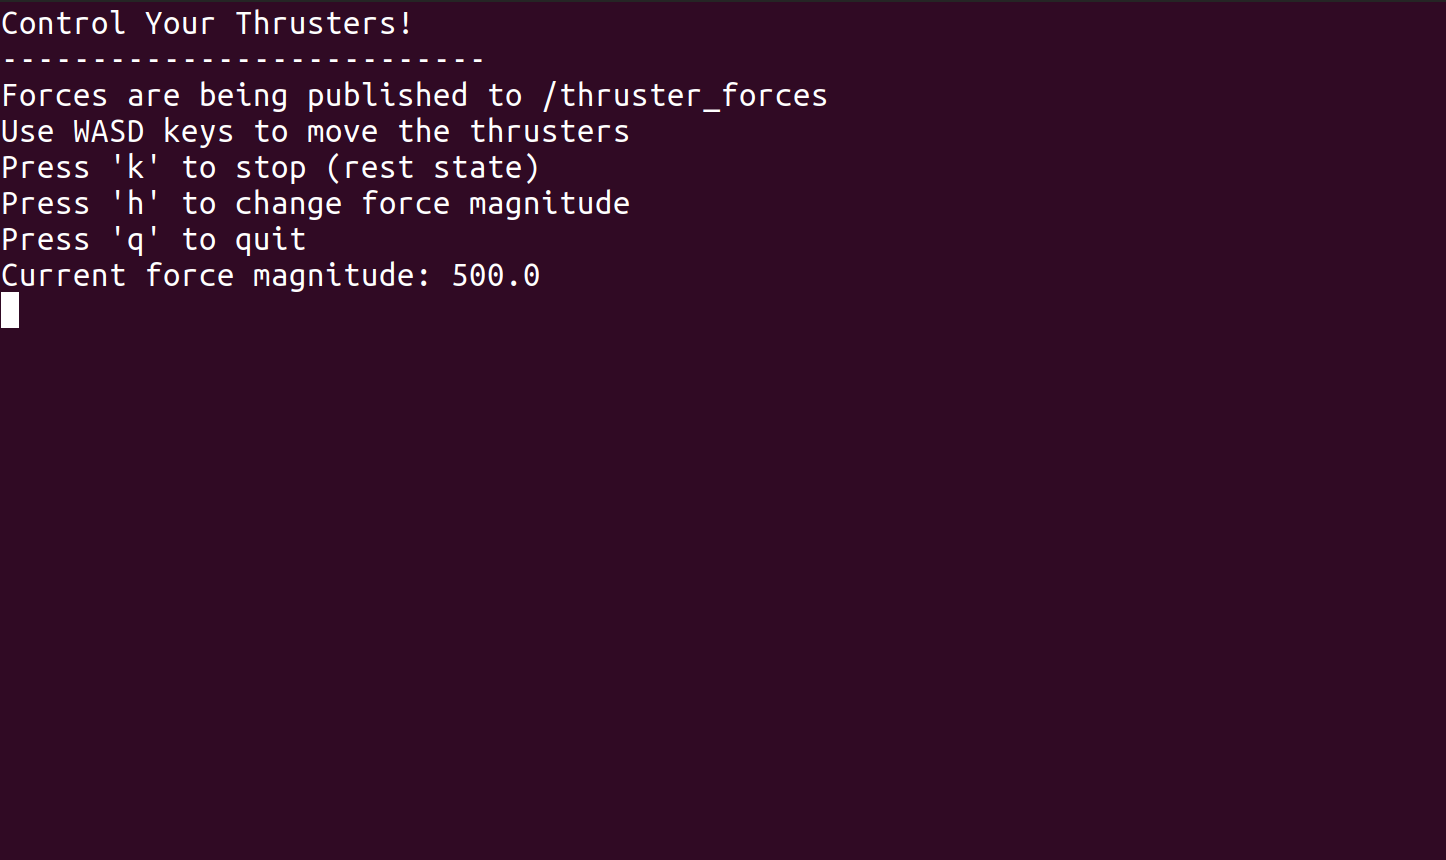 Control Your Thrusters!
---------------------------
Forces are being published to /thruster_forces
Use WASD keys to move the thrusters
Press 'k' to stop (rest state)
Press 'h' to change force magnitude
Press 'q' to quit
Current force magnitude: 500.0